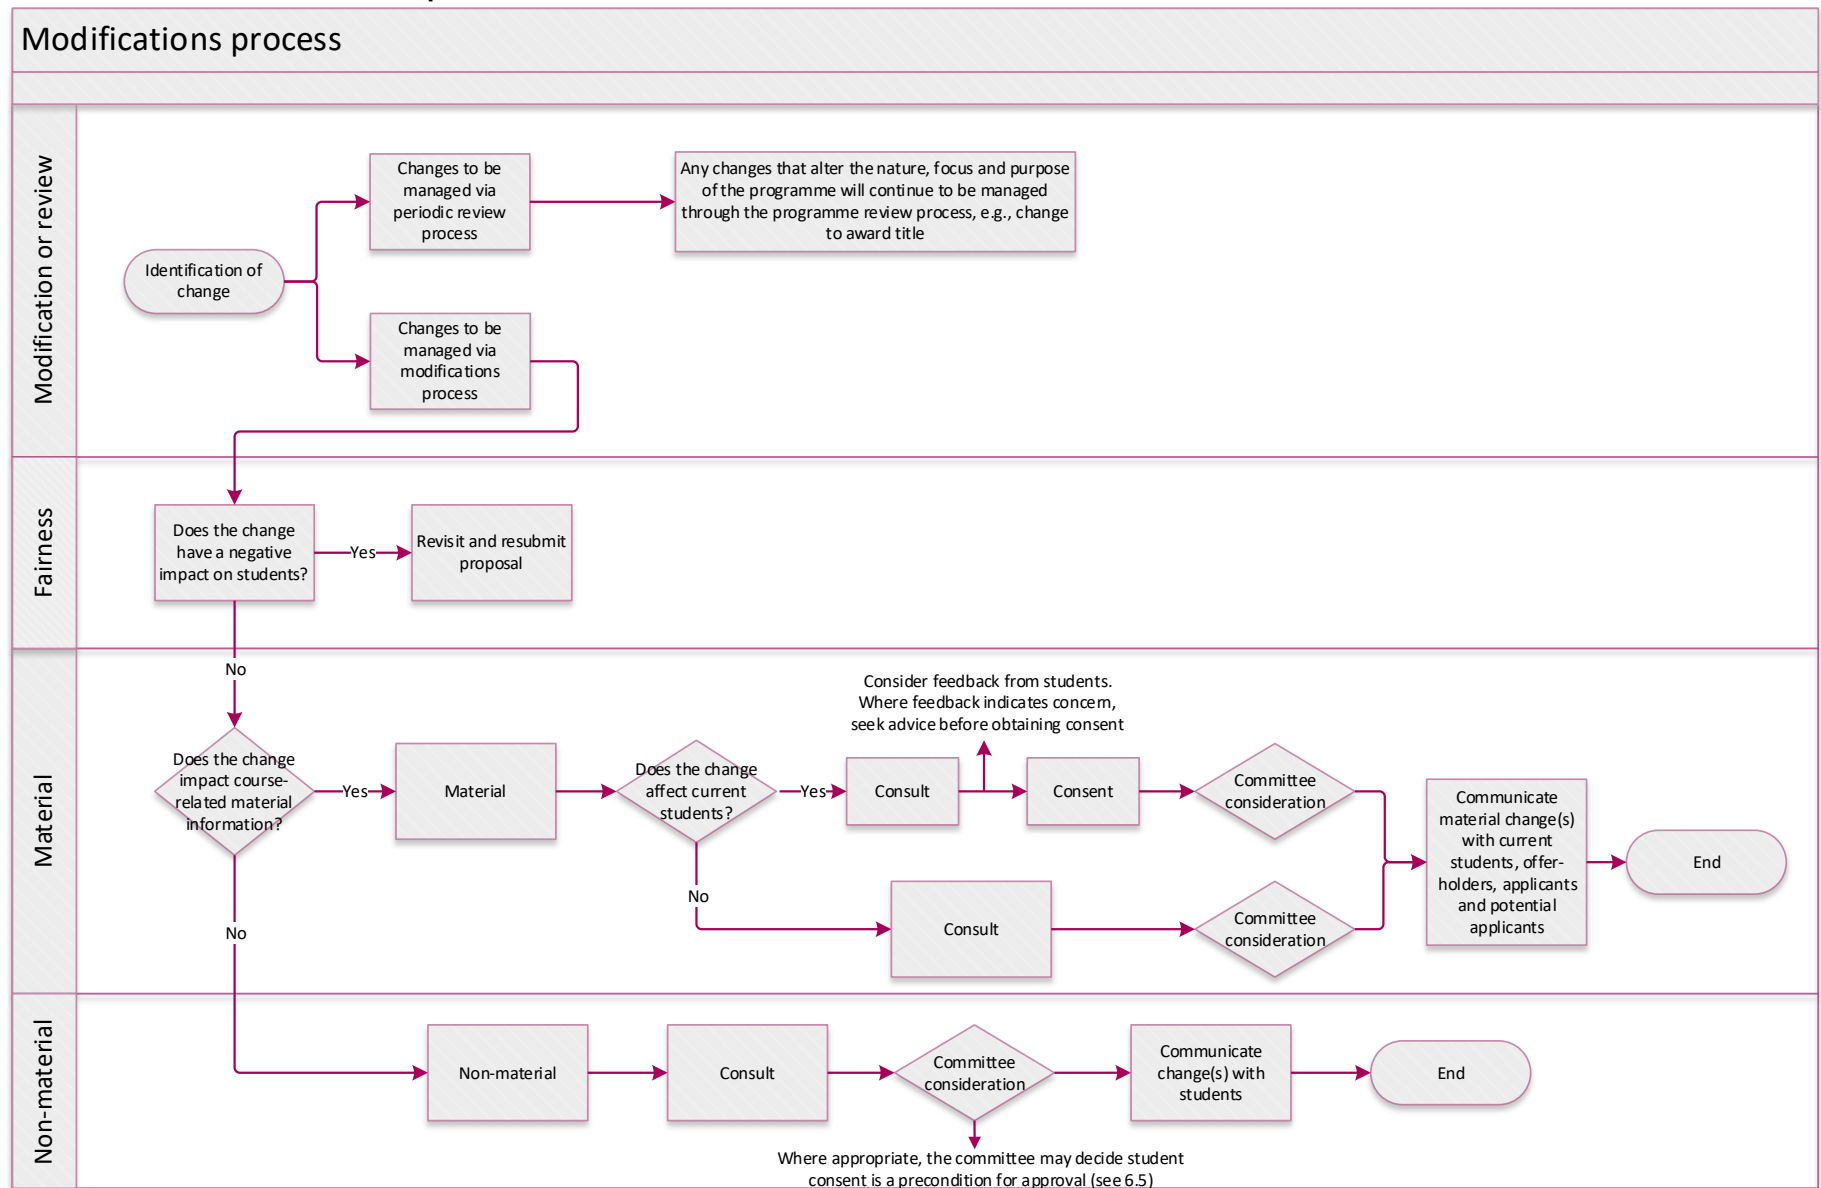 Modifications process
Modification or review
Changes to be
managed via
periodic review
process
Any changes that alter the nature, focus and purpose
of the programme will continue to be managed
through the programme review process, e.g., change
to award title
Identification of
change
Changes to be
managed via
modifications
process
Fairness
Does the change
have a negative
impact on students?
Yes
Revisit and resubmit
proposal
No
Material
Does the change
impact course-
related material
information?
Yes
Material
Does the change
affect current
students?
Yes
Consult
Consider feedback from students.
Where feedback indicates concern,
seek advice before obtaining consent
Consent
Committee
consideration
No
Consult
Committee
consideration
Communicate
material change(s)
with current
students, offer-
holders, applicants
and potential
applicants
End
No
Non-material
Non-material
Consult
Committee
consideration
Communicate
change(s) with
students
End
Where appropriate, the committee may decide student
consent is a precondition for approval (see 6.5)